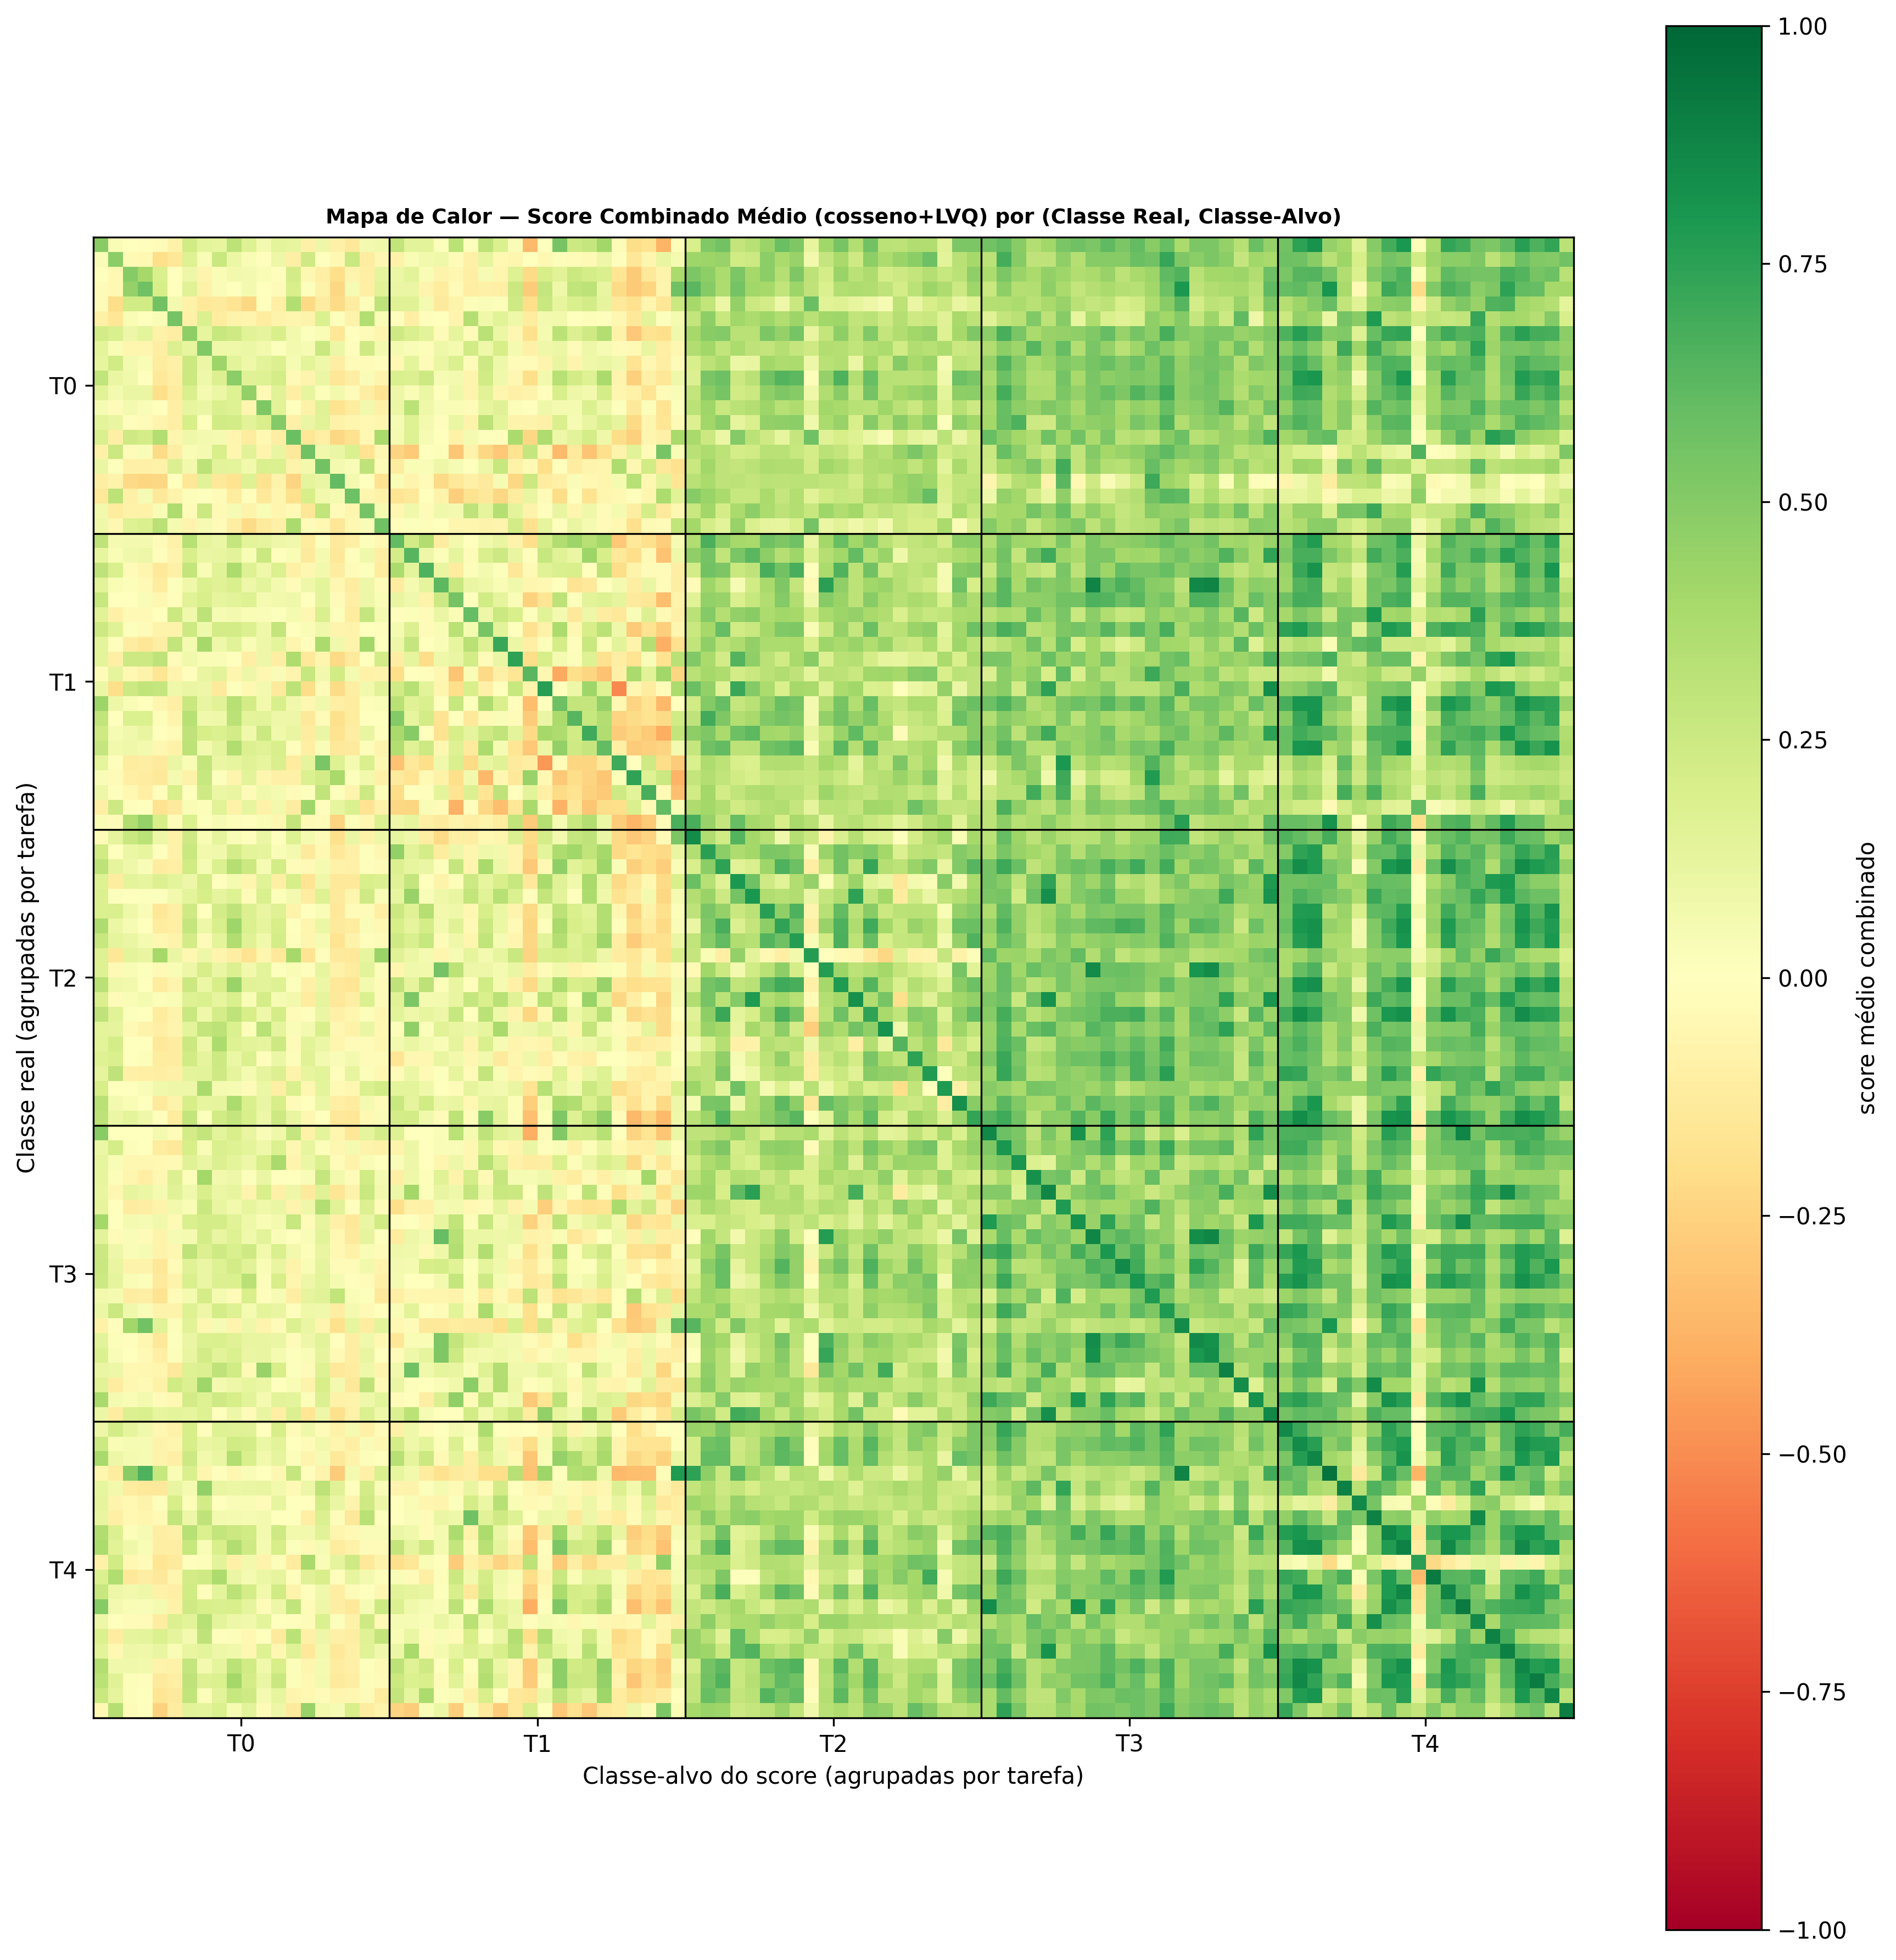 Mapa de Calor — Score Combinado Médio (cosseno+LVQ) por (Classe Real, Classe-Alvo)
Classe real (agrupadas por tarefa)
T0
T1
T2
T3
T4
T0 T1 T2 T3 T4
Classe-alvo do score (agrupadas por tarefa)
1.00
0.75
0.50
0.25
0.00
−0.25
−0.50
−0.75
−1.00
score médio combinado